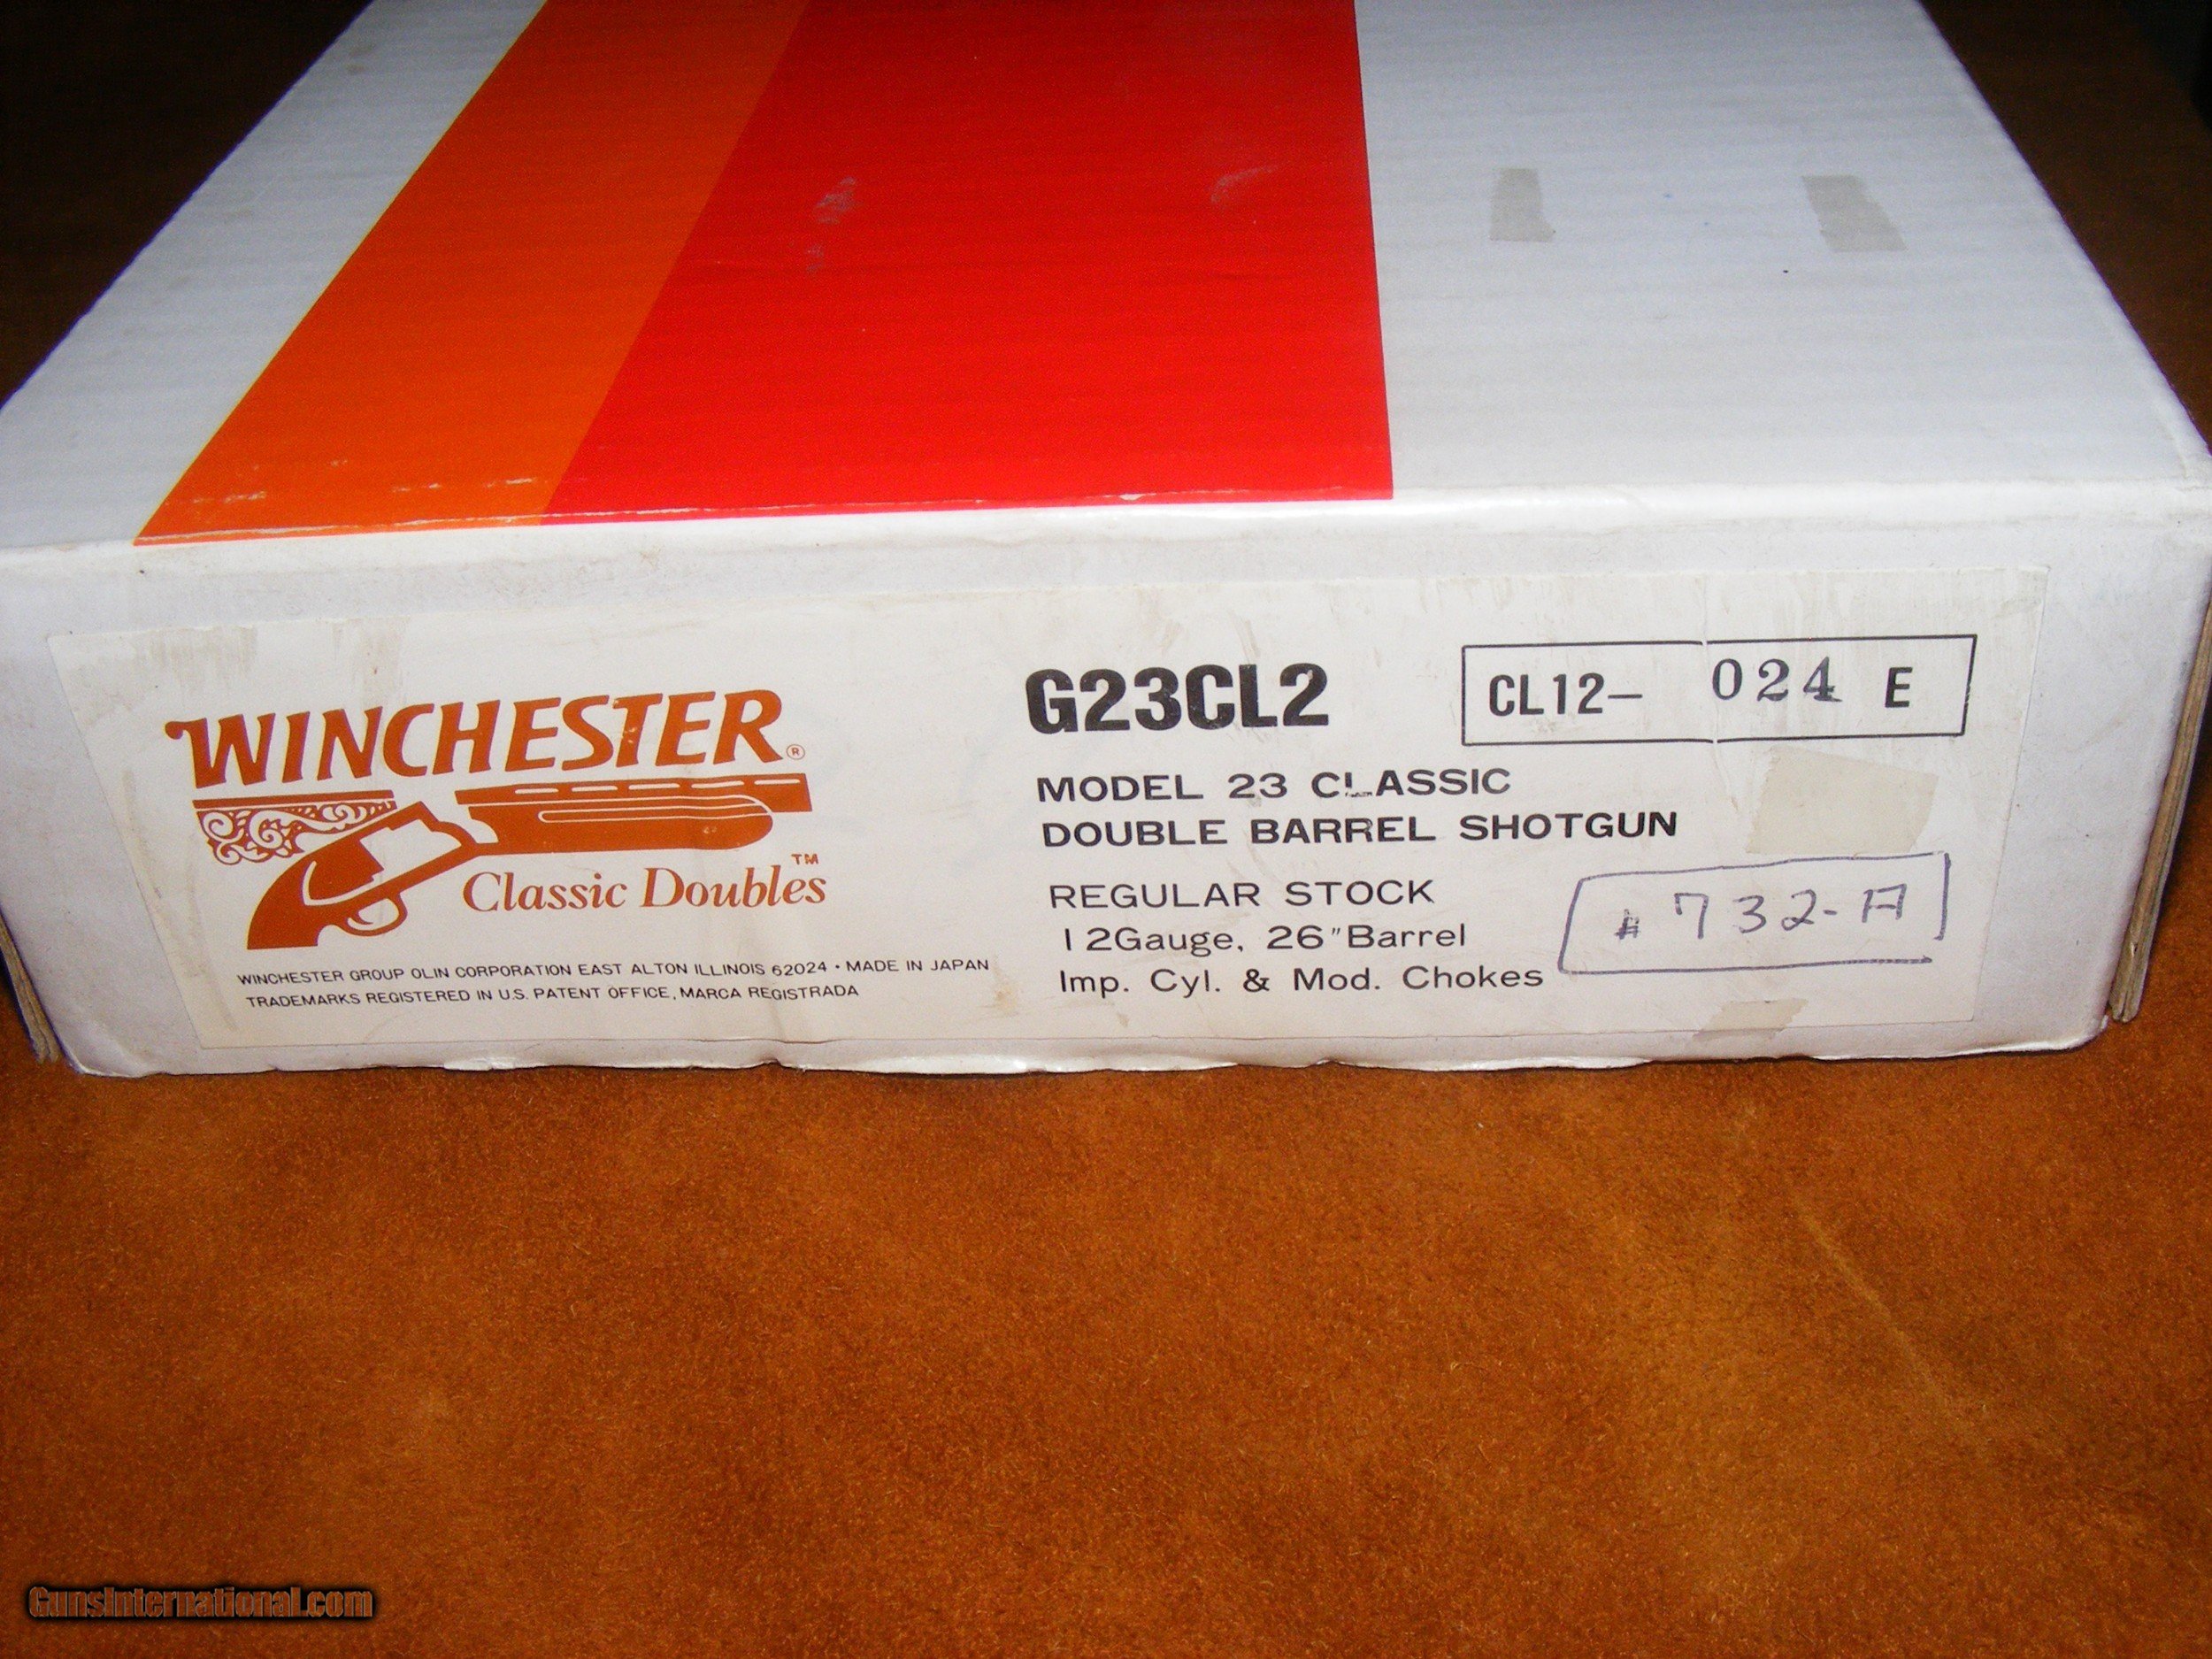 WINCHESTER®
Classic Doubles™
WINCHESTER GROUP OLIN CORPORATION EAST ALTON ILLINOIS 62024 • MADE IN JAPAN
TRADEMARKS REGISTERED IN U.S. PATENT OFFICE, MARCA REGISTRADA
G23CL2
CL12- 024 E
MODEL 23 CLASSIC
DOUBLE BARREL SHOTGUN
REGULAR STOCK
12Gauge, 26"Barrel
Imp. Cyl. & Mod. Chokes
# 732-A
GunsInternational.com